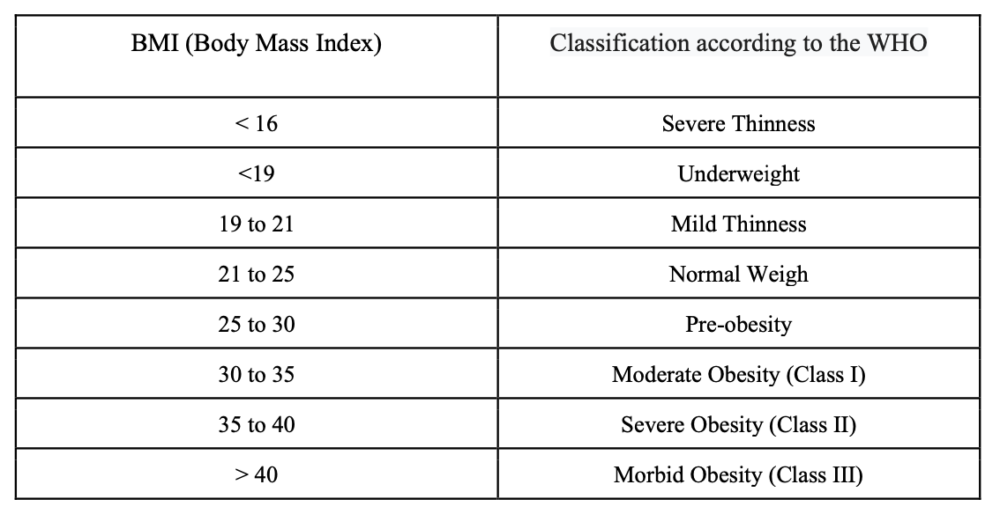 BMI (Body Mass Index) Classification according to the WHO
< 16 Severe Thinness
<19 Underweight
19 to 21 Mild Thinness
21 to 25 Normal Weigh
25 to 30 Pre-obesity
30 to 35 Moderate Obesity (Class I)
35 to 40 Severe Obesity (Class II)
> 40 Morbid Obesity (Class III)